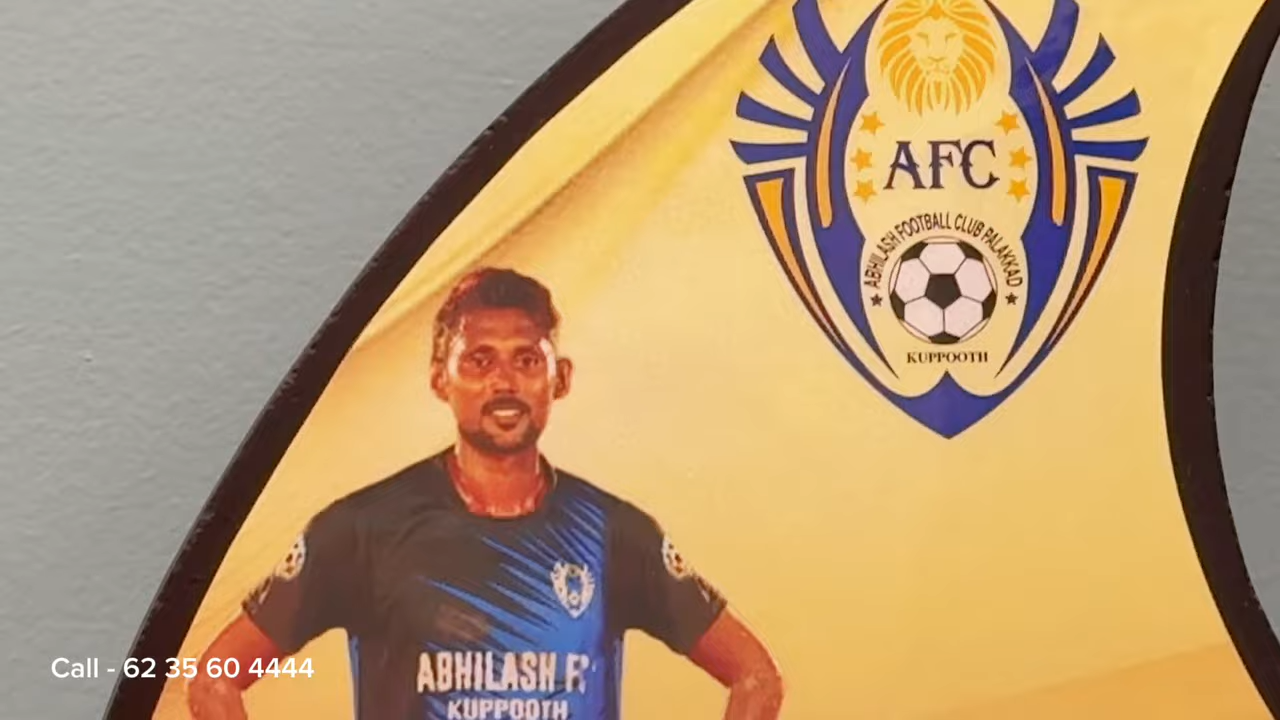 AFC
ABHILASH FOOTBALL CLUB PALAKKAD
KUPPOOTH
ABHILASH F
KUPPOOTH
Call - 62 35 60 4444